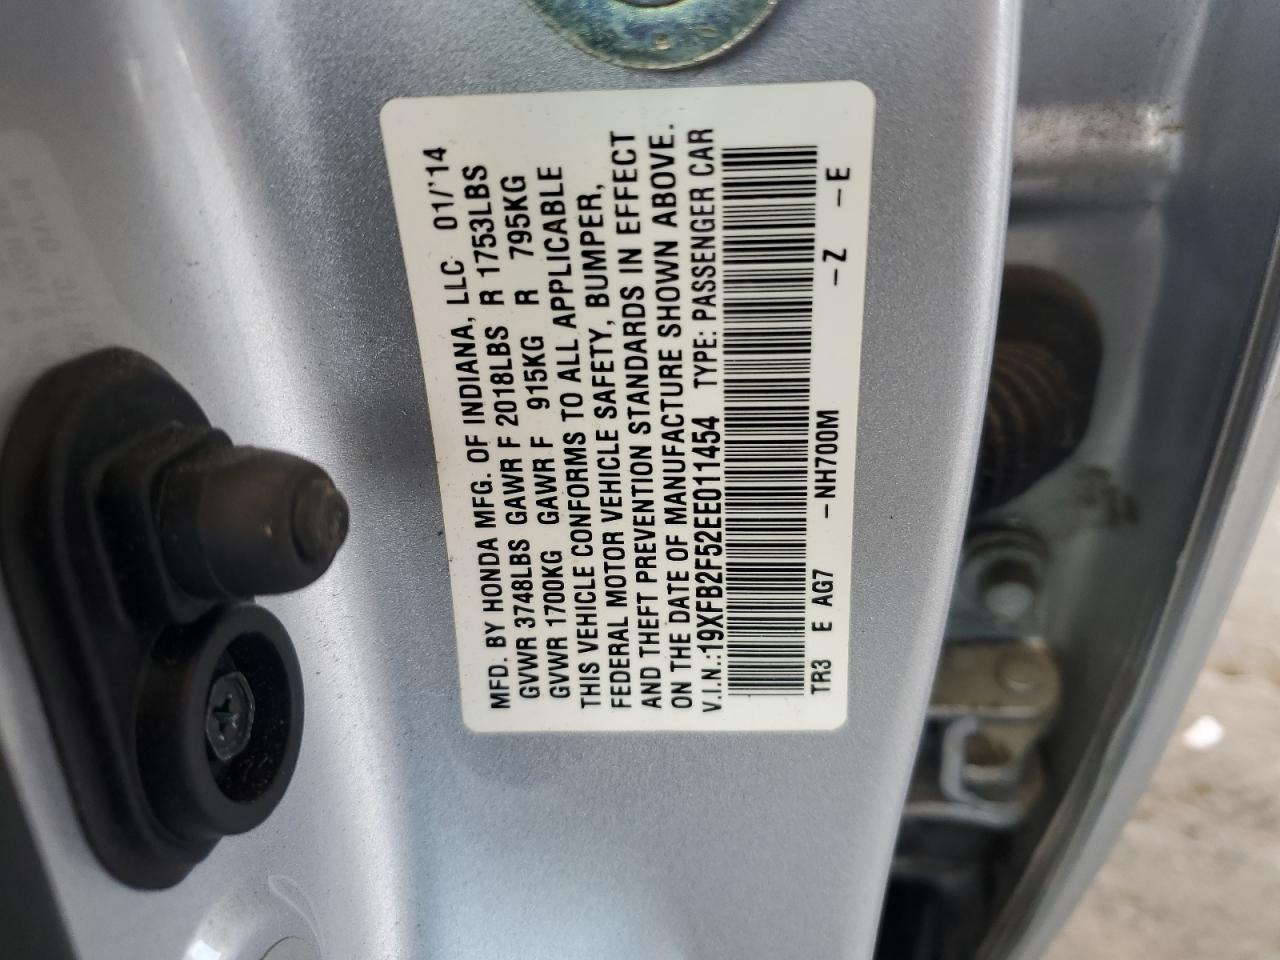 MFD. BY HONDA MFG. OF INDIANA, LLC 01/'14
GVWR 3748LBS GAWR F 2018LBS R 1753LBS
GVWR 1700KG GAWR F 915KG R 795KG
THIS VEHICLE CONFORMS TO ALL APPLICABLE
FEDERAL MOTOR VEHICLE SAFETY, BUMPER,
AND THEFT PREVENTION STANDARDS IN EFFECT
ON THE DATE OF MANUFACTURE SHOWN ABOVE.
V.I.N.:19XFB2F52EE011454 TYPE: PASSENGER CAR
TR3 E AG7 –NH700M –Z –E